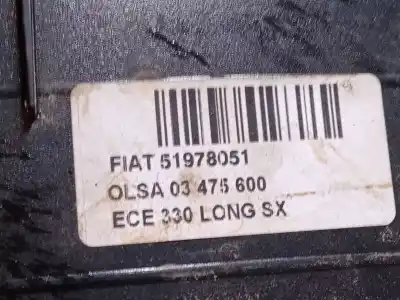 FIAT 51978051
OLSA 03 475 600
ECE 330 LONG SX